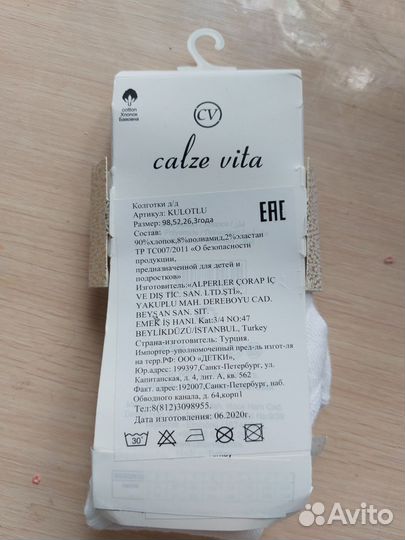 cotton
Хлопок
Бавовна
CV
calze vita
Колготки д/д
Артикул: KULOTLU
Размер: 98,52,26,3года
Состав:
90%хлопок,8%полиамид,2%эластан
ТР ТС007/2011 «О безопасности
продукции,
предназначенной для детей и
подростков»
Изготовитель:«ALPERLER ÇORAP İÇ
VE DIŞ TİC. SAN. LTD.ŞTİ»,
YAKUPLU MAH. DEREBOYU CAD.
BEYSAN SAN. SIT.
EMEK İŞ HANI. Kat:3/4 NO:47
BEYLİKDÜZÜ/İSTANBUL, Turkey
Страна-изготовитель: Турция.
Импортер-уполномоченный пред-ль изгот-ля
на терр.РФ: ООО «ДЕТКИ»,
Юр.адрес: 199397,Санкт-Петербург, ул.
Капитанская, д. 4, лит. А, кв. 562
Факт. адрес: 192007,Санкт-Петербург, наб.
Обводного канала, д. 64,корп1
Тел:8(812)3098955.
Дата изготовления: 06.2020г.
EAC
30
Avito